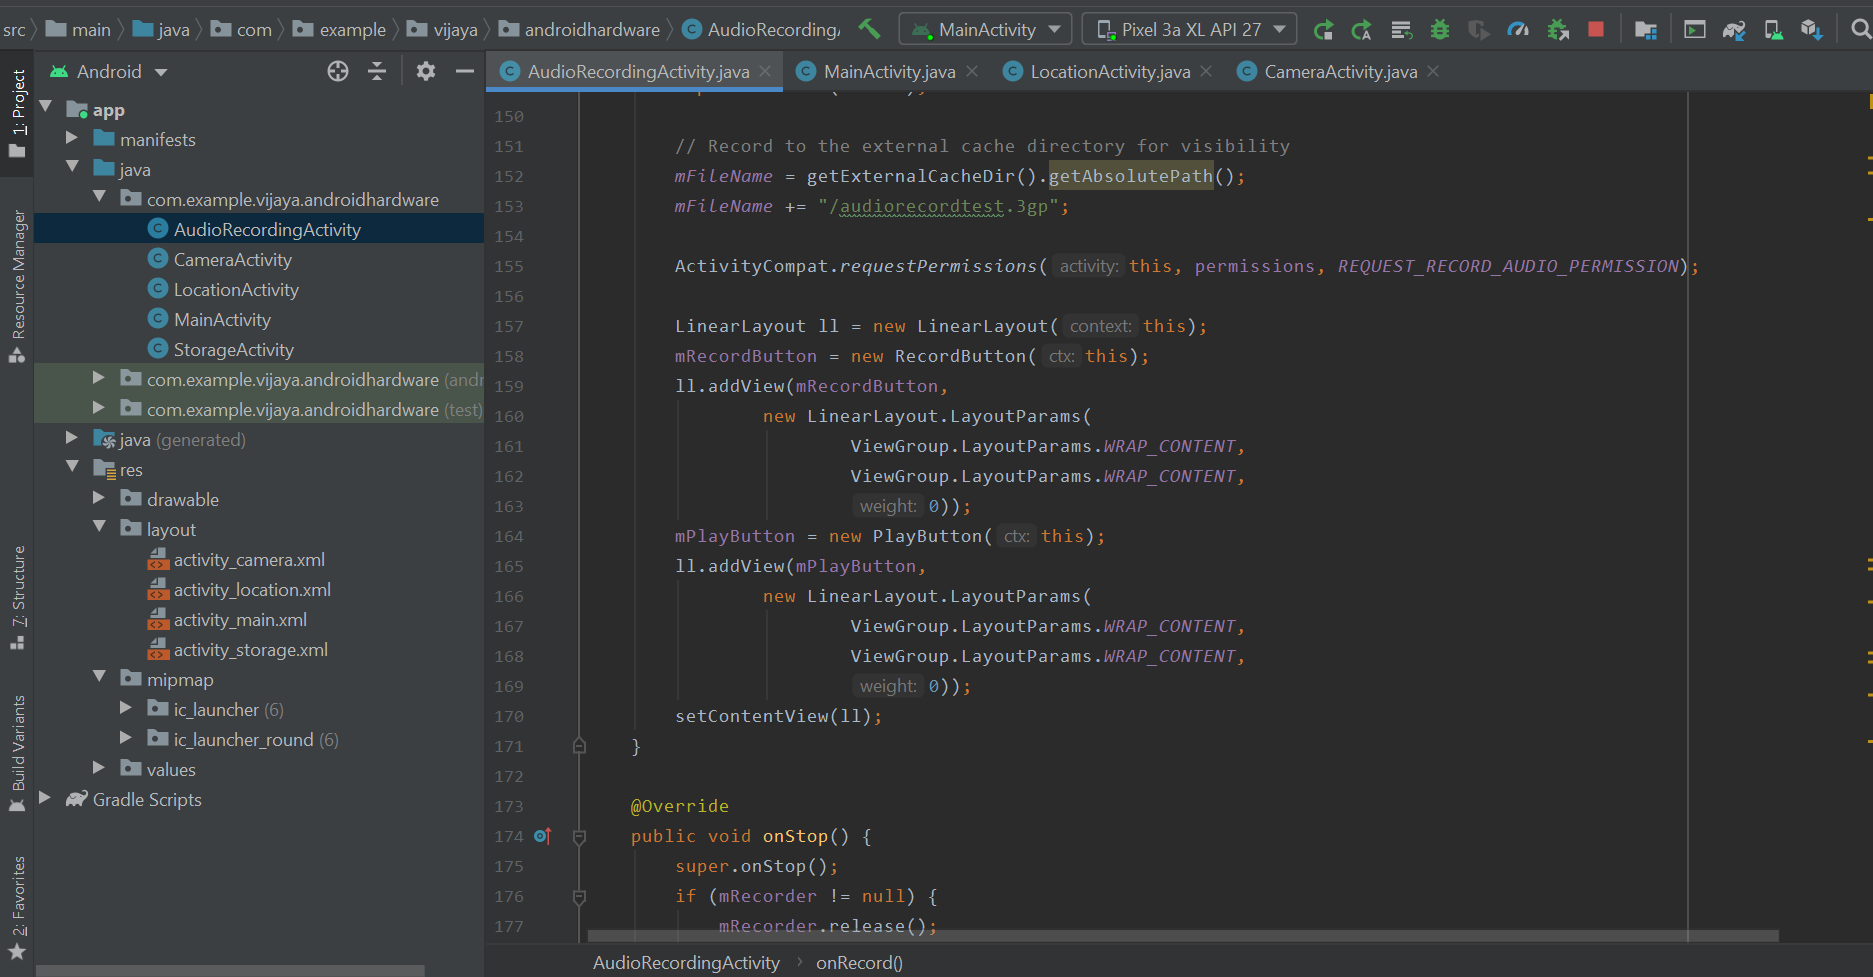 src main java com example vijaya androidhardware AudioRecording MainActivity Pixel 3a XL API 27
1: Project
Resource Manager
7: Structure
Build Variants
2: Favorites
Android
app
manifests
java
com.example.vijaya.androidhardware
AudioRecordingActivity
CameraActivity
LocationActivity
MainActivity
StorageActivity
com.example.vijaya.androidhardware (andr
com.example.vijaya.androidhardware (test)
java (generated)
res
drawable
layout
activity_camera.xml
activity_location.xml
activity_main.xml
activity_storage.xml
mipmap
ic_launcher (6)
ic_launcher_round (6)
values
Gradle Scripts
AudioRecordingActivity.java MainActivity.java LocationActivity.java CameraActivity.java
150
151 // Record to the external cache directory for visibility
152 mFileName = getExternalCacheDir().getAbsolutePath();
153 mFileName += "/audiorecordtest.3gp";
154
155 ActivityCompat.requestPermissions( activity: this, permissions, REQUEST_RECORD_AUDIO_PERMISSION);
156
157 LinearLayout ll = new LinearLayout( context: this);
158 mRecordButton = new RecordButton( ctx: this);
159 ll.addView(mRecordButton,
160 new LinearLayout.LayoutParams(
161 ViewGroup.LayoutParams.WRAP_CONTENT,
162 ViewGroup.LayoutParams.WRAP_CONTENT,
163 weight: 0));
164 mPlayButton = new PlayButton( ctx: this);
165 ll.addView(mPlayButton,
166 new LinearLayout.LayoutParams(
167 ViewGroup.LayoutParams.WRAP_CONTENT,
168 ViewGroup.LayoutParams.WRAP_CONTENT,
169 weight: 0));
170 setContentView(ll);
171 }
172
173 @Override
174 public void onStop() {
175 super.onStop();
176 if (mRecorder != null) {
177 mRecorder.release();
AudioRecordingActivity onRecord()